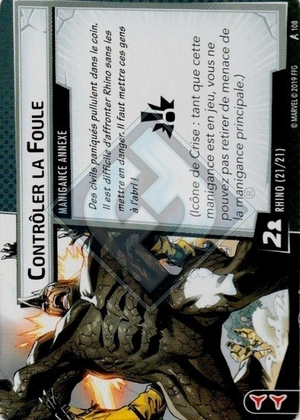 CONTRÔLER LA FOULE
MANIGANCE ANNEXE
Des civils paniqués pullulent dans le coin.
Il est difficile d'affronter Rhino sans les
mettre en danger. Il faut mettre ces gens
à l'abri !
(Icône de Crise : tant que cette
manigance est en jeu, vous ne
pouvez pas retirer de menace de
la manigance principale.)
2
RHINO (21/21)
© MARVEL © 2019 FFG
A 108